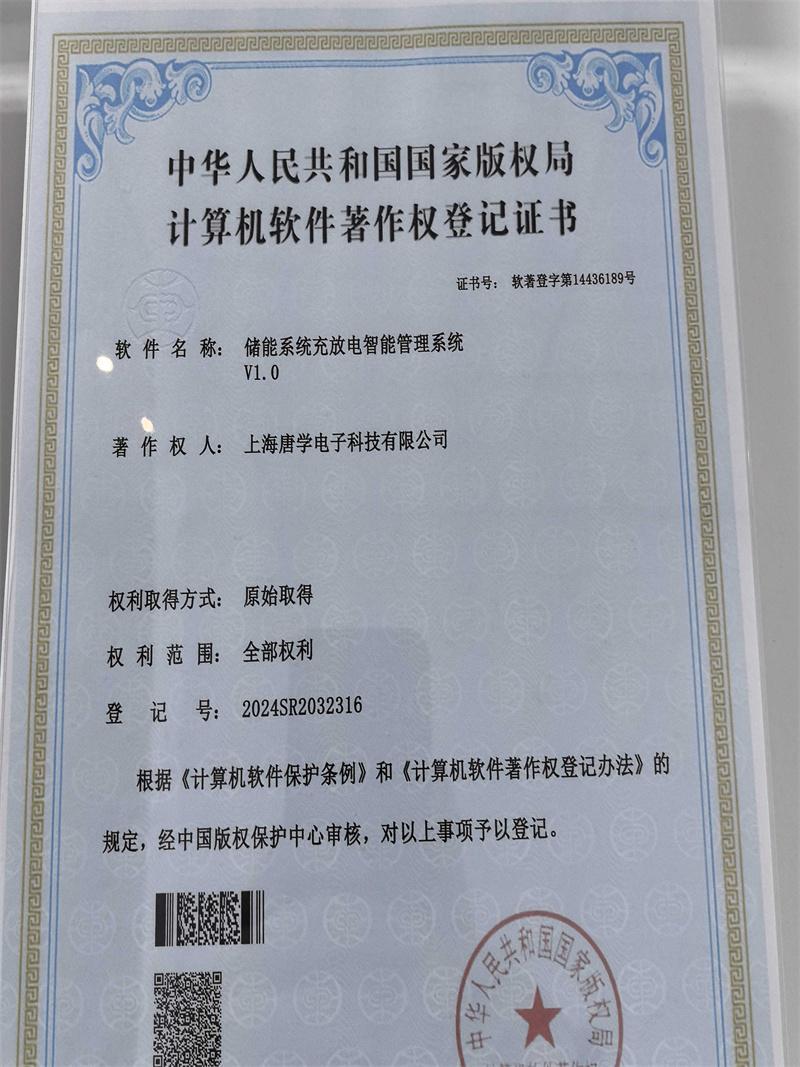 中华人民共和国国家版权局
计算机软件著作权登记证书
证书号： 软著登字第14436189号
软件名称： 储能系统充放电智能管理系统
V1.0
著作权人： 上海唐学电子科技有限公司
权利取得方式： 原始取得
权利范围： 全部权利
登记号： 2024SR2032316
根据《计算机软件保护条例》和《计算机软件著作权登记办法》的
规定，经中国版权保护中心审核，对以上事项予以登记。
中华人民共和国国家版权局
计算机软件著作权